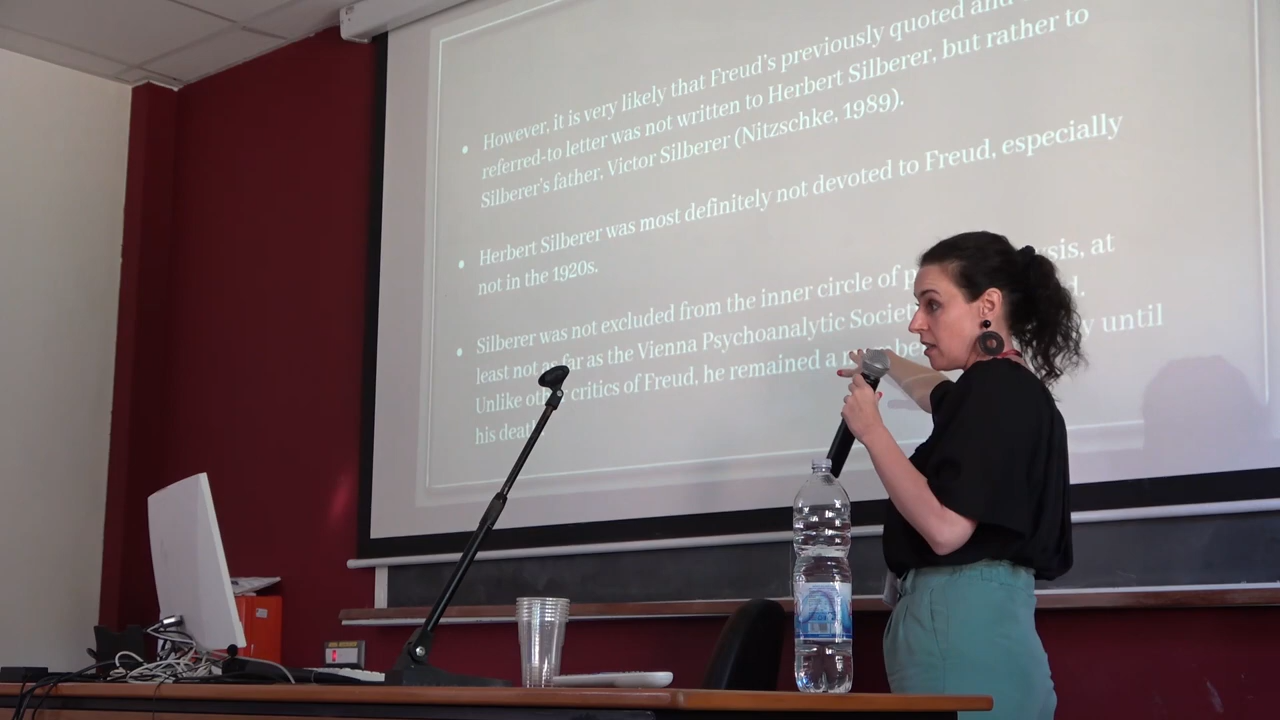 However, it is very likely that Freud's previously quoted and
referred-to letter was not written to Herbert Silberer, but rather to
Silberer's father, Victor Silberer (Nitzschke, 1989).
Herbert Silberer was most definitely not devoted to Freud, especially
not in the 1920s.
Silberer was not excluded from the inner circle of at
least not as far as the Vienna Psychoanalytic
Unlike critics of Freud, he remained a until
his